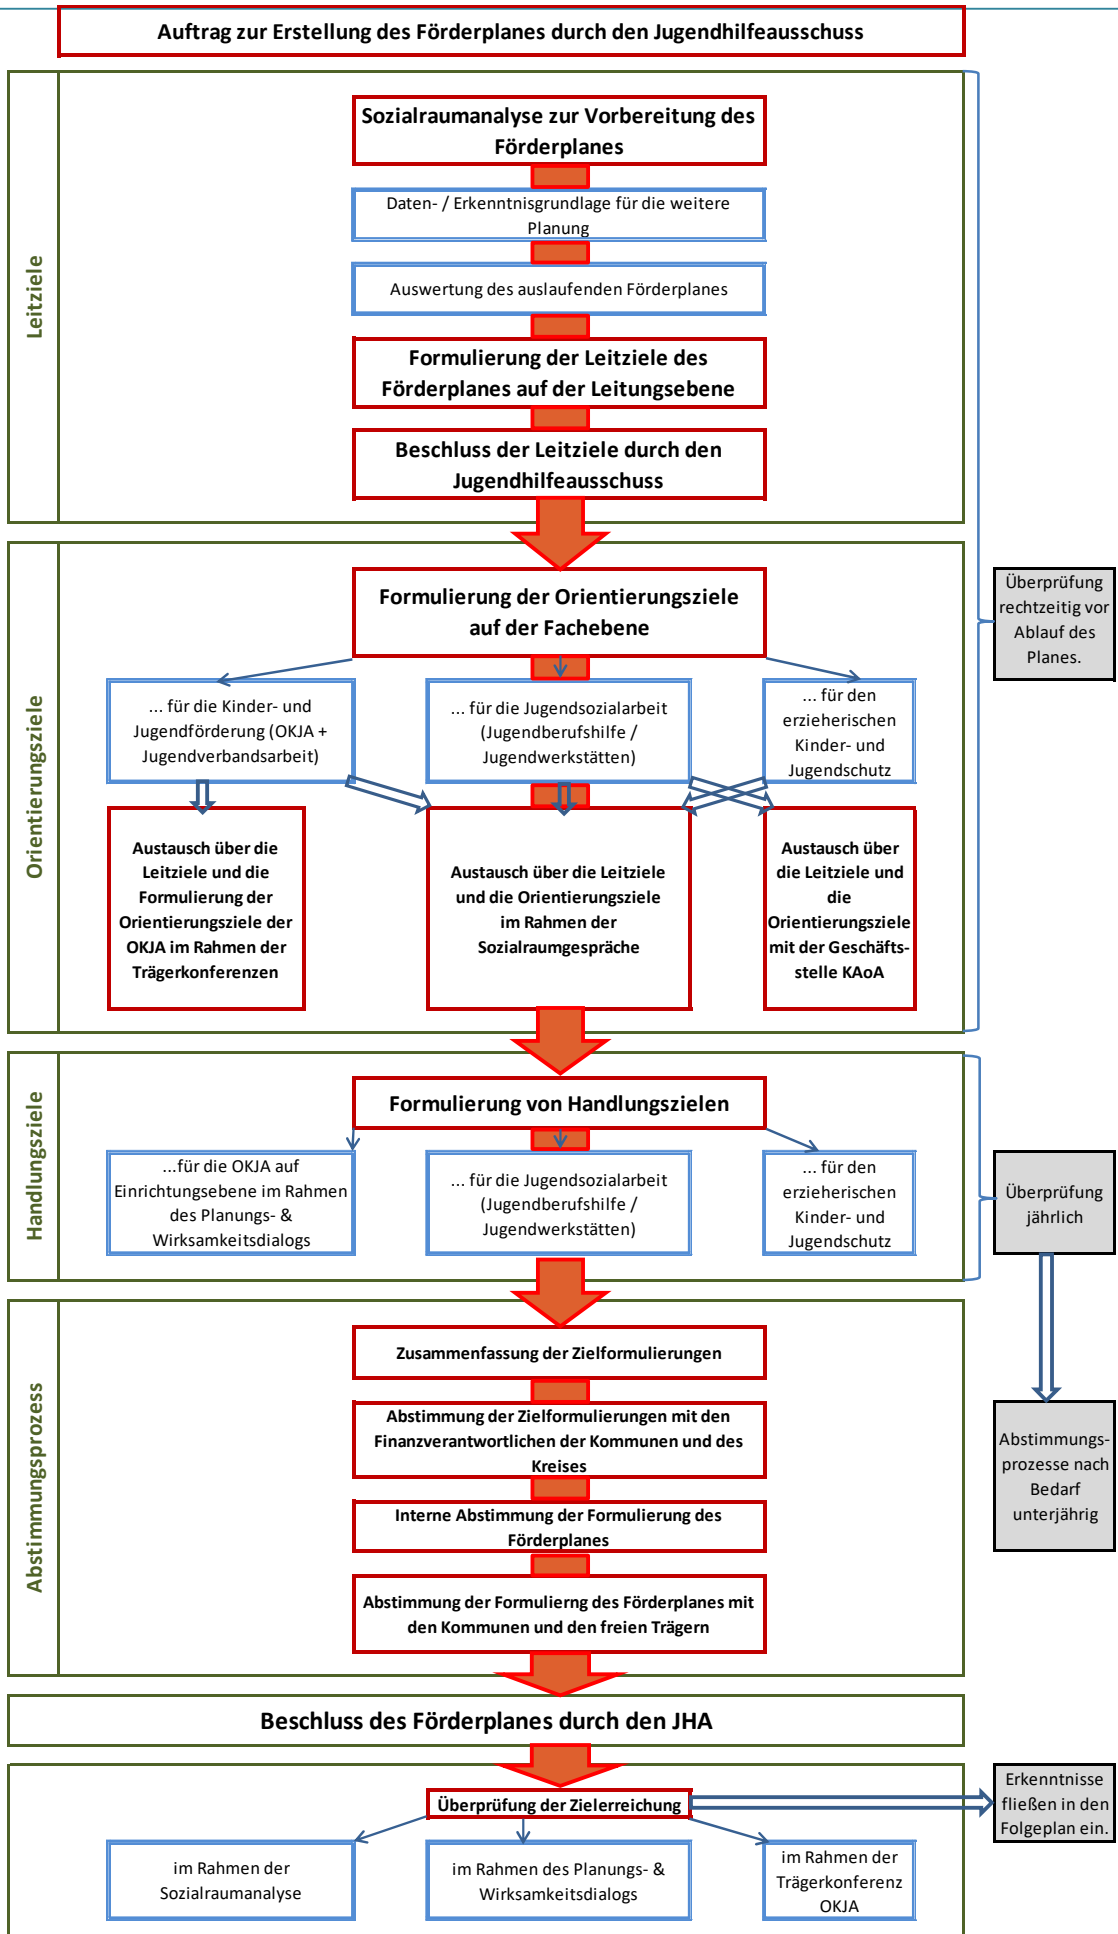 Auftrag zur Erstellung des Förderplanes durch den Jugendhilfeausschuss
Leitziele
Sozialraumanalyse zur Vorbereitung des
Förderplanes
Daten- / Erkenntnisgrundlage für die weitere
Planung
Auswertung des auslaufenden Förderplanes
Formulierung der Leitziele des
Förderplanes auf der Leitungsebene
Beschluss der Leitziele durch den
Jugendhilfeausschuss
Orientierungsziele
Formulierung der Orientierungsziele
auf der Fachebene
Überprüfung
rechtzeitig vor
Ablauf des
Planes.
... für die Kinder- und
Jugendförderung (OKJA +
Jugendverbandsarbeit)
... für die Jugendsozialarbeit
(Jugendberufshilfe /
Jugendwerkstätten)
... für den
erzieherischen
Kinder- und
Jugendschutz
Austausch über die
Leitziele und die
Formulierung der
Orientierungsziele der
OKJA im Rahmen der
Trägerkonferenzen
Austausch über die Leitziele
und die Orientierungsziele
im Rahmen der
Sozialraumgespräche
Austausch über
die Leitziele und
die
Orientierungsziele
mit der Geschäfts-
stelle KAoA
Handlungsziele
Formulierung von Handlungszielen
...für die OKJA auf
Einrichtungsebene im Rahmen
des Planungs- &
Wirksamkeitsdialogs
... für die Jugendsozialarbeit
(Jugendberufshilfe /
Jugendwerkstätten)
... für den
erzieherischen
Kinder- und
Jugendschutz
Überprüfung
jährlich
Abstimmungsprozess
Zusammenfassung der Zielformulierungen
Abstimmung der Zielformulierungen mit den
Finanzverantwortlichen der Kommunen und des
Kreises
Interne Abstimmung der Formulierung des
Förderplanes
Abstimmung der Formulierng des Förderplanes mit
den Kommunen und den freien Trägern
Abstimmungs-
prozesse nach
Bedarf
unterjährig
Beschluss des Förderplanes durch den JHA
Überprüfung der Zielerreichung
Erkenntnisse
fließen in den
Folgeplan ein.
im Rahmen der
Sozialraumanalyse
im Rahmen des Planungs- &
Wirksamkeitsdialogs
im Rahmen der
Trägerkonferenz
OKJA